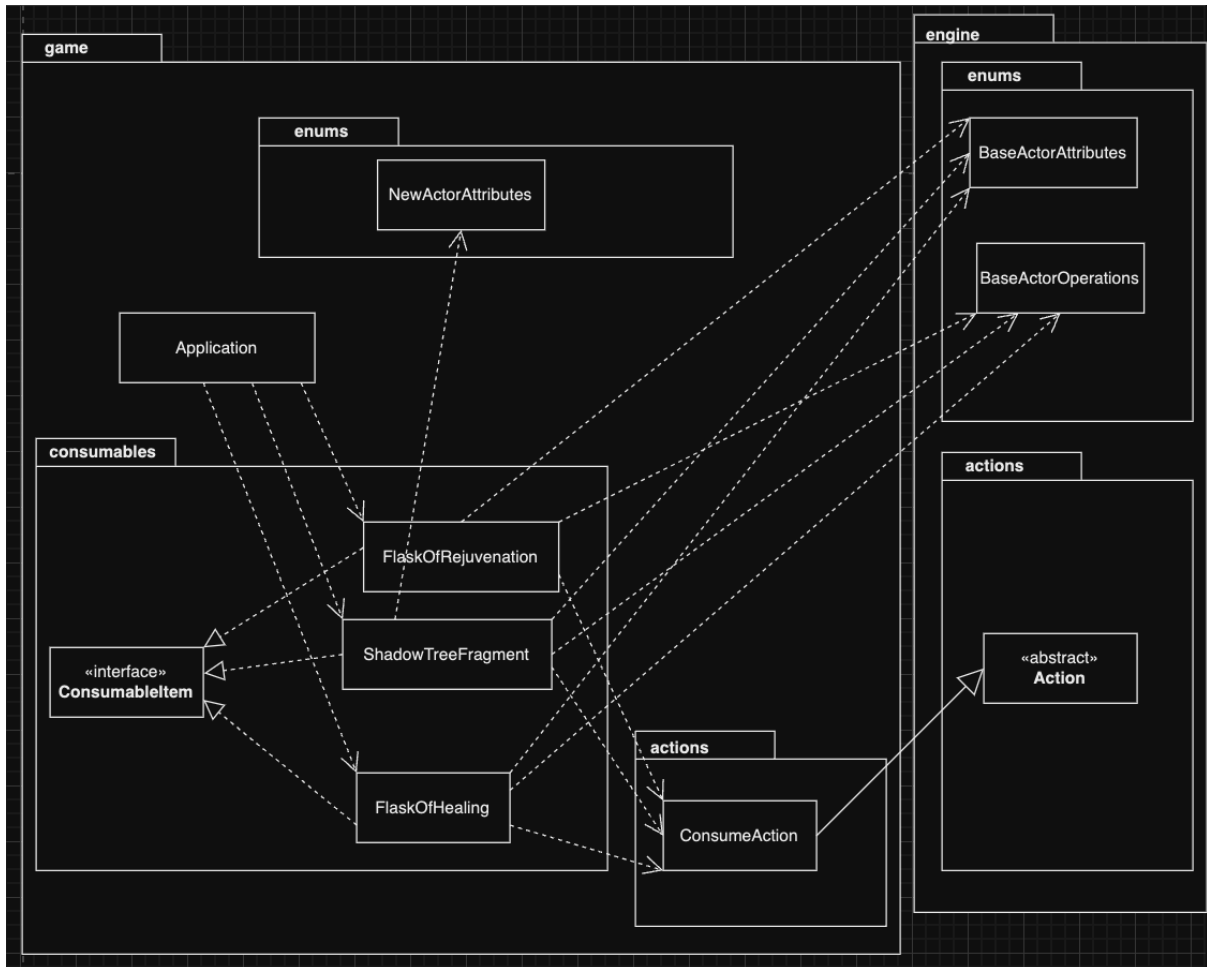 game
engine
enums
enums
BaseActorAttributes
NewActorAttributes
BaseActorOperations
Application
consumables
actions
FlaskOfRejuvenation
ShadowTreeFragment
«interface»
ConsumableItem
«abstract»
Action
actions
FlaskOfHealing
ConsumeAction